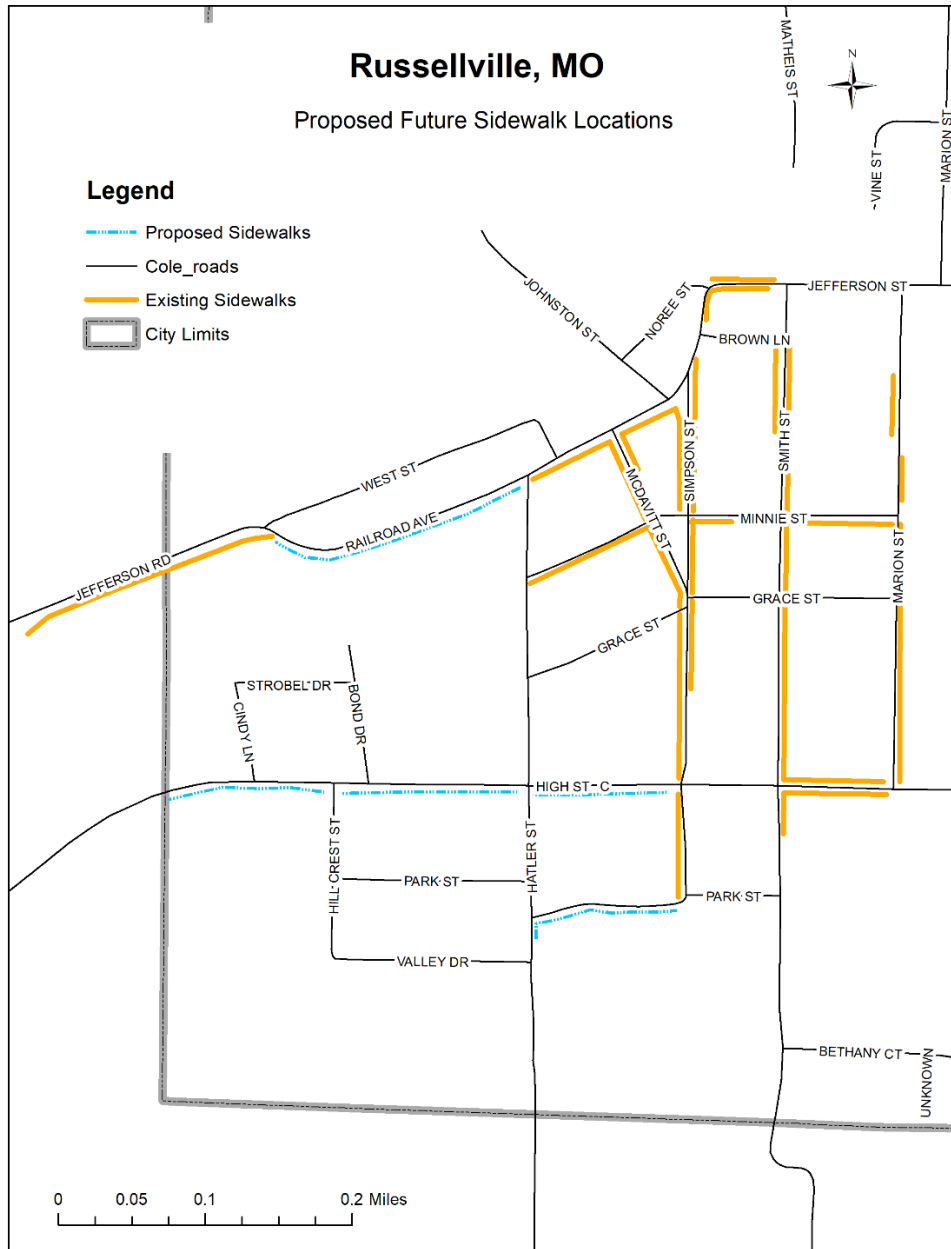 Russellville, MO
Proposed Future Sidewalk Locations
MATHEIS ST
N
VINE ST
MARION ST
Legend
Proposed Sidewalks
Cole_roads
Existing Sidewalks
City Limits
JOHNSTON ST
NOREE ST
JEFFERSON ST
BROWN LN
SIMPSON ST
SMITH ST
WEST ST
MCDAVITT ST
RAILROAD AVE
MINNIE ST
JEFFERSON RD
MARION ST
GRACE ST
GRACE ST
STROBEL DR
CINDY LN
BOND DR
HIGH ST C
HILL CREST ST
HATLER ST
PARK ST
PARK ST
VALLEY DR
BETHANY CT
UNKNOWN
0 0.05 0.1 0.2 Miles